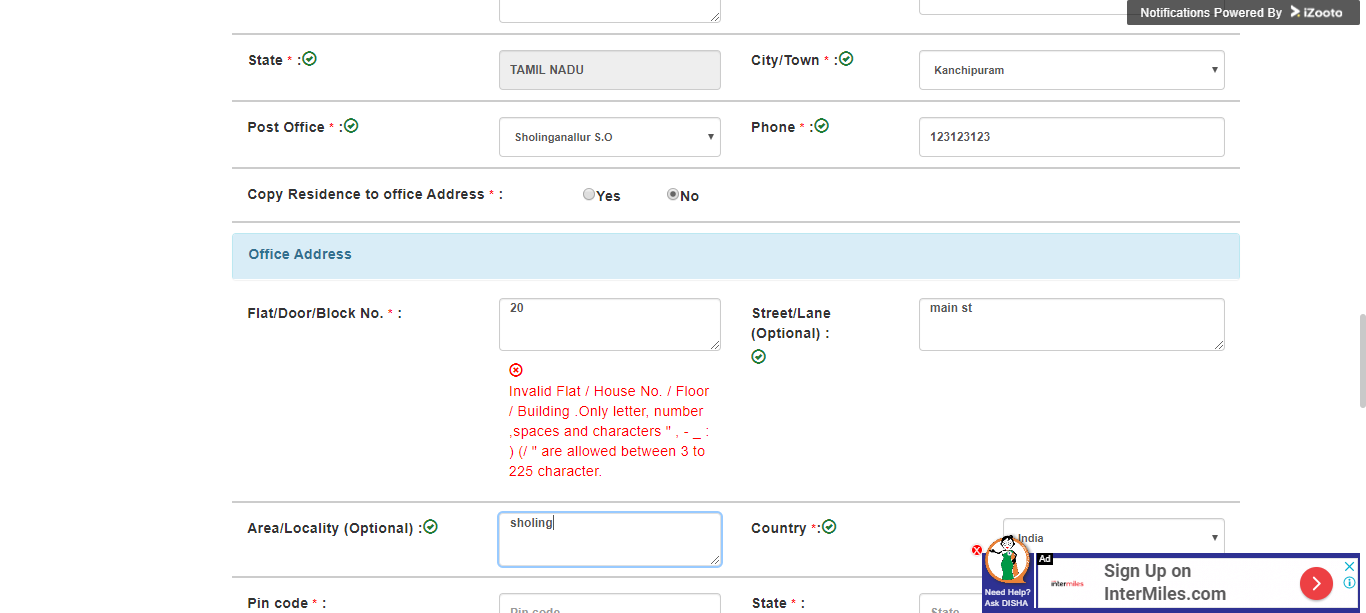 Notifications Powered By iZooto
State * :
TAMIL NADU
City/Town * :
Kanchipuram
Post Office * :
Sholinganallur S.O
Phone * :
123123123
Copy Residence to office Address * :
Yes
No
Office Address
Flat/Door/Block No. * :
20
Street/Lane
(Optional) :
main st
Invalid Flat / House No. / Floor
/ Building .Only letter, number
,spaces and characters " , - _ :
) (/ " are allowed between 3 to
225 character.
Area/Locality (Optional) :
sholing
Country * :
India
Pin code * :
Pin code
State * :
State
Need Help?
Ask DISHA
Ad
intermiles
Sign Up on
InterMiles.com